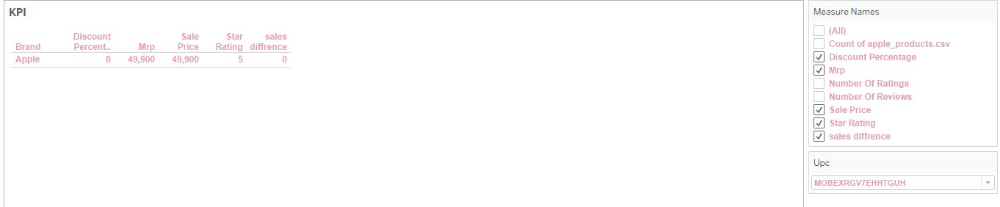 KPI
Brand Discount Percent.. Mrp Sale Price Star Rating sales diffrence
Apple 0 49,900 49,900 5 0
Measure Names
(All)
Count of apple_products.csv
Discount Percentage
Mrp
Number Of Ratings
Number Of Reviews
Sale Price
Star Rating
sales diffrence
Upc
MOBEXRGV7EHHTGUH